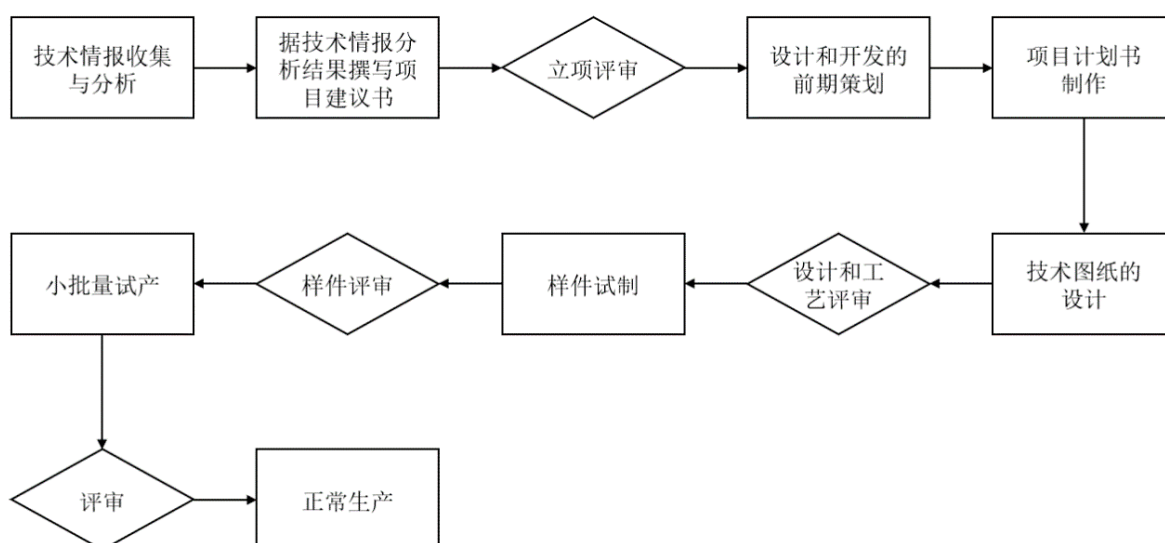 技术情报收集
与分析
据技术情报分
析结果撰写项
目建议书
立项评审
设计和开发的
前期策划
项目计划书
制作
技术图纸的
设计
设计和工
艺评审
样件试制
样件评审
小批量试产
评审
正常生产